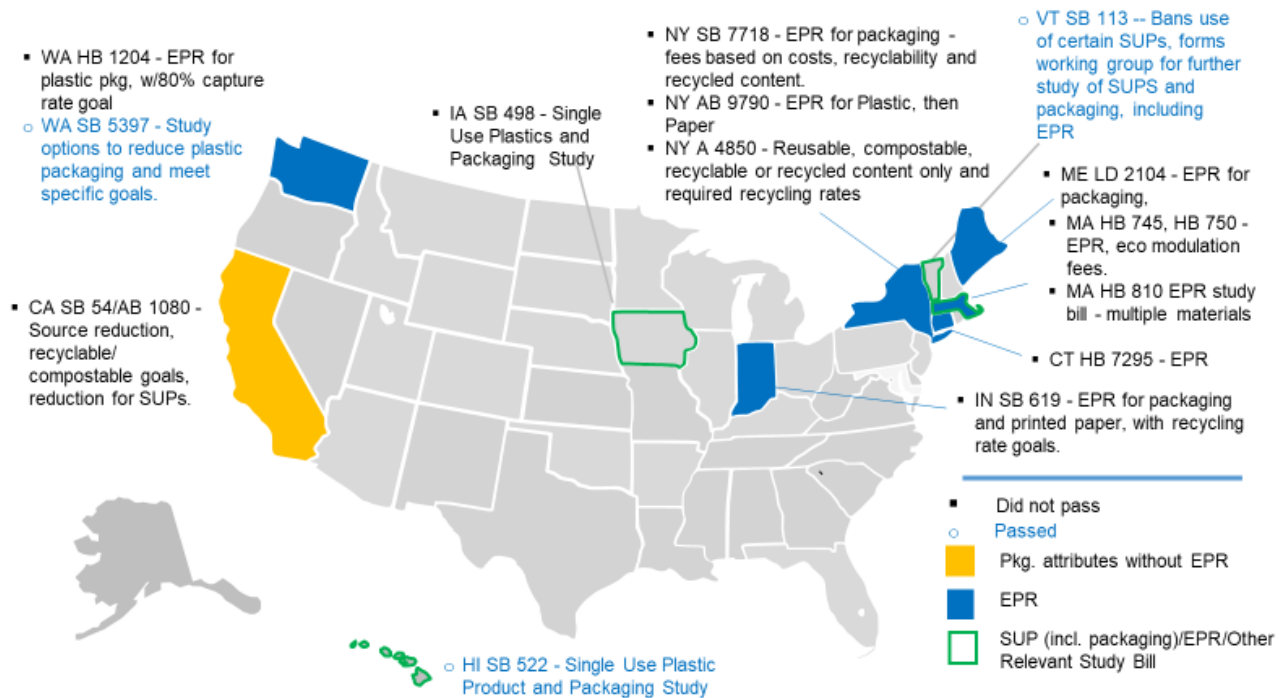 ▪ WA HB 1204 - EPR for
plastic pkg, w/80% capture
rate goal
○ WA SB 5397 - Study
options to reduce plastic
packaging and meet
specific goals.
▪ CA SB 54/AB 1080 -
Source reduction,
recyclable/
compostable goals,
reduction for SUPs.
▪ IA SB 498 - Single
Use Plastics and
Packaging Study
▪ NY SB 7718 - EPR for packaging -
fees based on costs, recyclability and
recycled content.
▪ NY AB 9790 - EPR for Plastic, then
Paper
▪ NY A 4850 - Reusable, compostable,
recyclable or recycled content only and
required recycling rates
○ VT SB 113 -- Bans use
of certain SUPs, forms
working group for further
study of SUPS and
packaging, including
EPR
▪ ME LD 2104 - EPR for
packaging,
▪ MA HB 745, HB 750 -
EPR, eco modulation
fees.
▪ MA HB 810 EPR study
bill - multiple materials
▪ CT HB 7295 - EPR
▪ IN SB 619 - EPR for packaging
and printed paper, with recycling
rate goals.
○ HI SB 522 - Single Use Plastic
Product and Packaging Study
▪ Did not pass
○ Passed
Pkg. attributes without EPR
EPR
SUP (incl. packaging)/EPR/Other
Relevant Study Bill